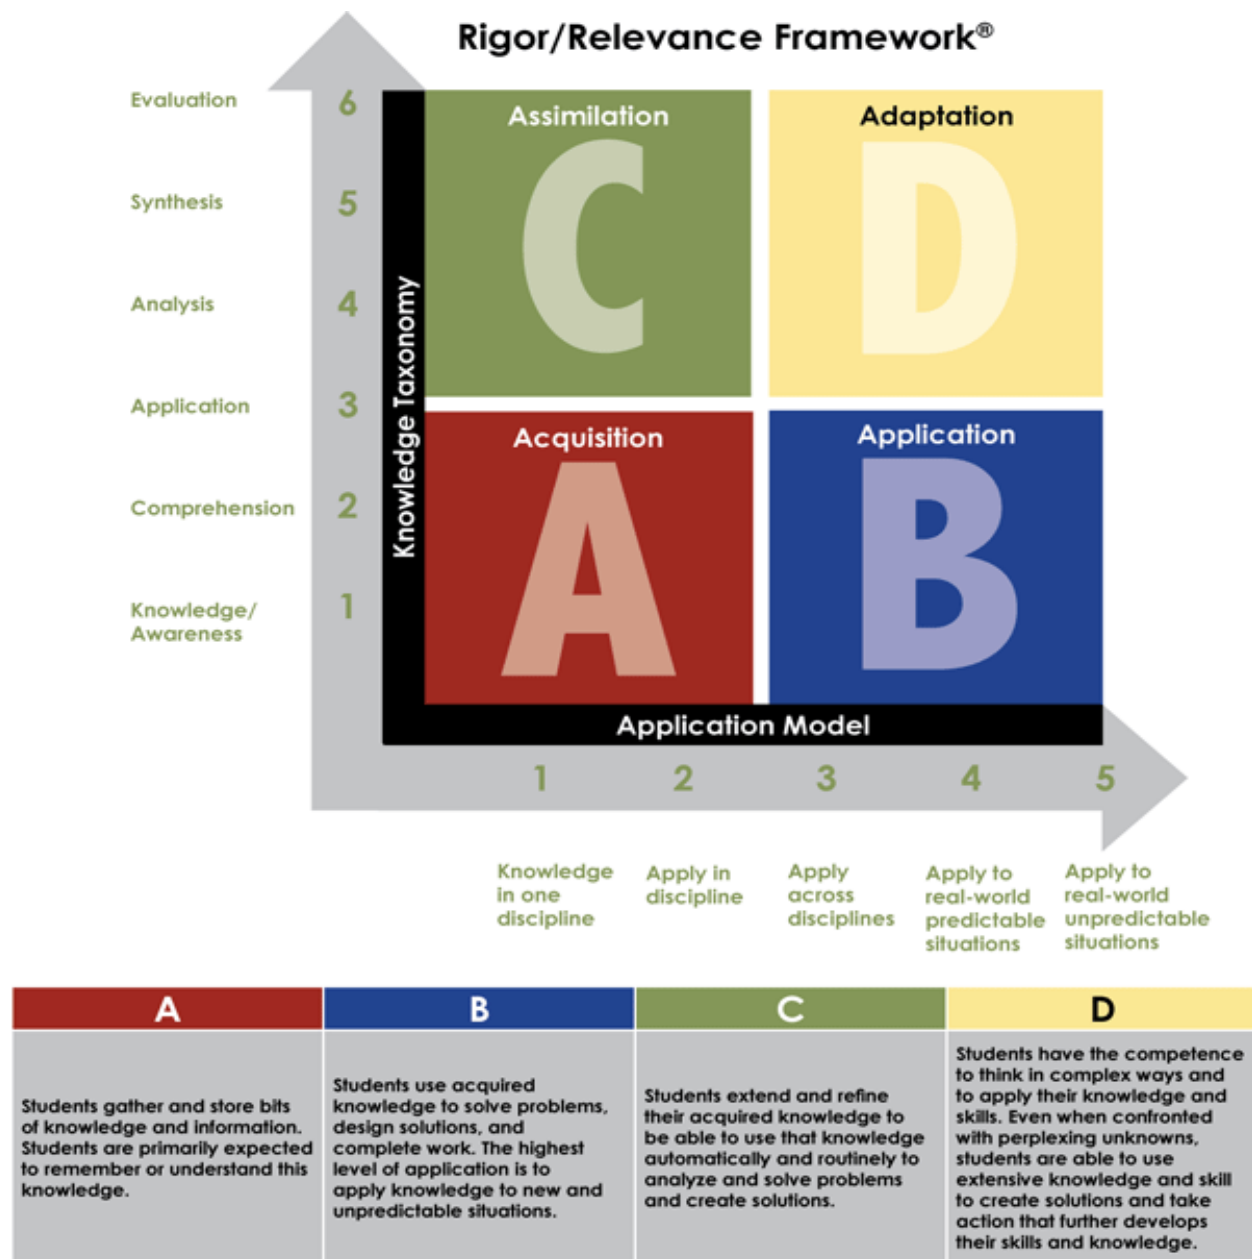 Rigor/Relevance Framework®
Evaluation
6
Synthesis
5
Analysis
4
Application
3
Comprehension
2
Knowledge/
Awareness
1
Knowledge Taxonomy
Assimilation
C
Adaptation
D
Acquisition
A
Application
B
Application Model
1
2
3
4
5
Knowledge
in one
discipline
Apply in
discipline
Apply
across
disciplines
Apply to
real-world
predictable
situations
Apply to
real-world
unpredictable
situations
A
Students gather and store bits
of knowledge and information.
Students are primarily expected
to remember or understand this
knowledge.
B
Students use acquired
knowledge to solve problems,
design solutions, and
complete work. The highest
level of application is to
apply knowledge to new and
unpredictable situations.
C
Students extend and refine
their acquired knowledge to
be able to use that knowledge
automatically and routinely to
analyze and solve problems
and create solutions.
D
Students have the competence
to think in complex ways and
to apply their knowledge and
skills. Even when confronted
with perplexing unknowns,
students are able to use
extensive knowledge and skill
to create solutions and take
action that further develops
their skills and knowledge.